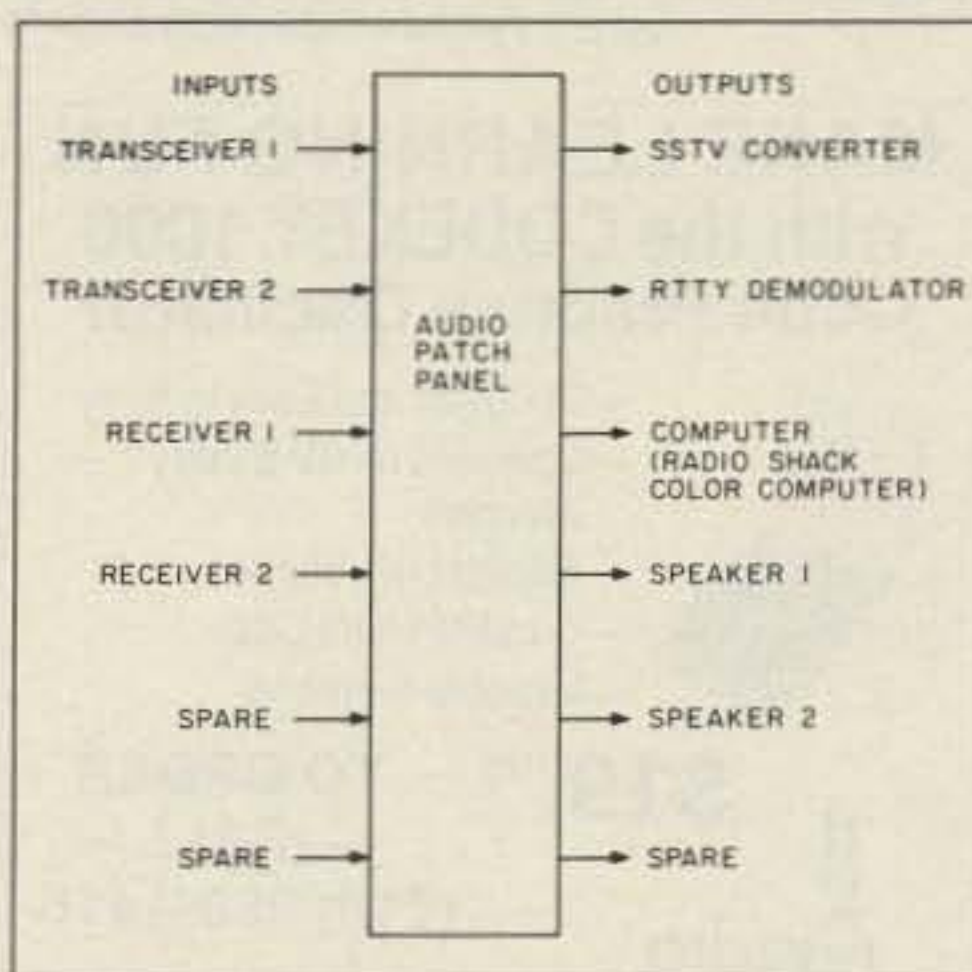 INPUTS
OUTPUTS
TRANSCEIVER 1
SSTV CONVERTER
TRANSCEIVER 2
RTTY DEMODULATOR
AUDIO
PATCH
PANEL
RECEIVER 1
COMPUTER
(RADIO SHACK
COLOR COMPUTER)
RECEIVER 2
SPEAKER 1
SPARE
SPEAKER 2
SPARE
SPARE